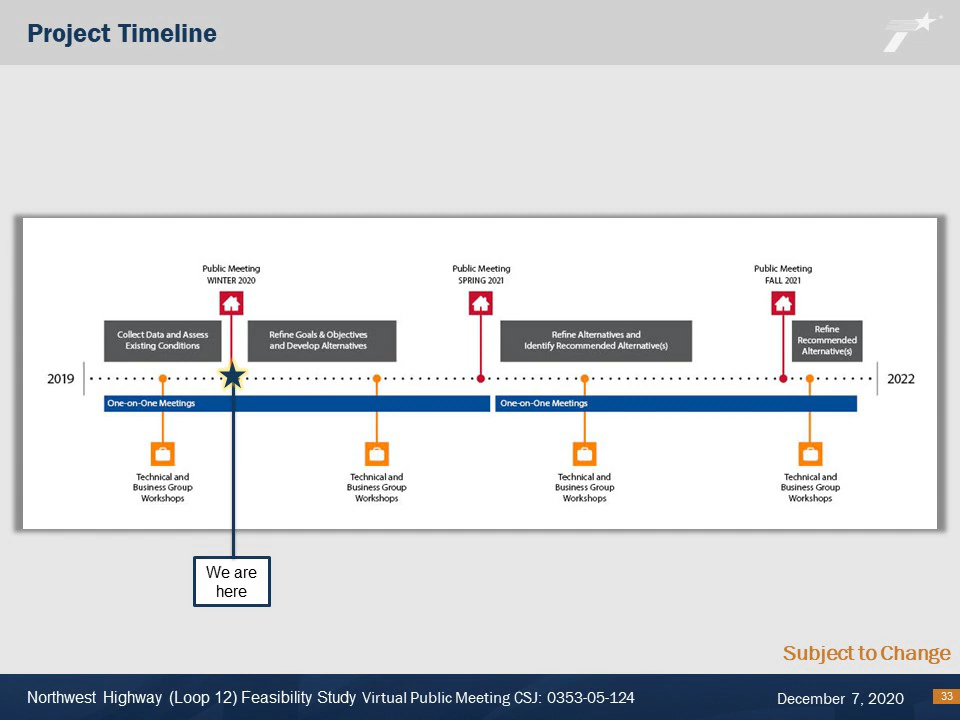 Project Timeline
Public Meeting
WINTER 2020
Public Meeting
SPRING 2021
Public Meeting
FALL 2021
Collect Data and Assess
Existing Conditions
Refine Goals & Objectives
and Develop Alternatives
Refine Alternatives and
Identify Recommended Alternative(s)
Refine
Recommended
Alternative(s)
2019
2022
One-on-One Meetings
One-on-One Meetings
Technical and
Business Group
Workshops
Technical and
Business Group
Workshops
Technical and
Business Group
Workshops
Technical and
Business Group
Workshops
We are
here
Subject to Change
Northwest Highway (Loop 12) Feasibility Study Virtual Public Meeting CSJ: 0353-05-124
December 7, 2020
33